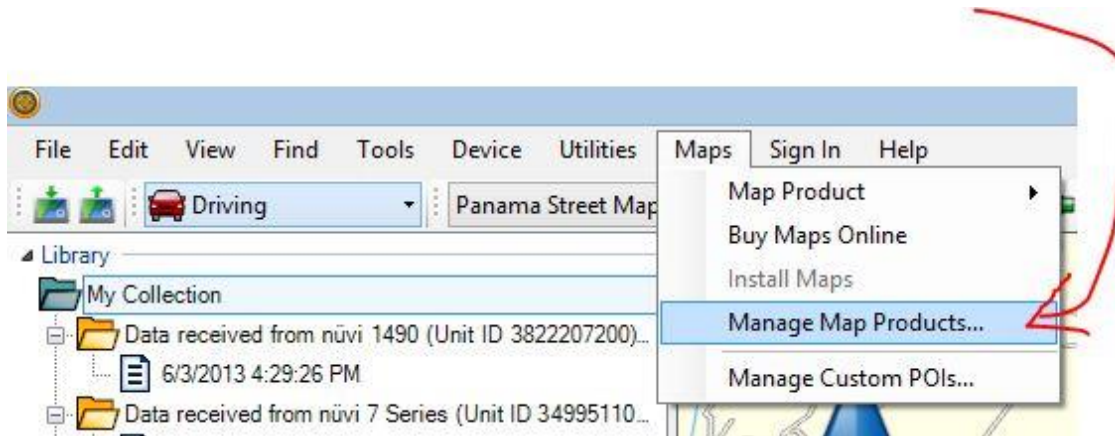 File Edit View Find Tools Device Utilities Maps Sign In Help
Driving Panama Street Map
Map Product
Buy Maps Online
Install Maps
Manage Map Products...
Manage Custom POIs...
Library
My Collection
Data received from nüvi 1490 (Unit ID 3822207200)...
6/3/2013 4:29:26 PM
Data received from nüvi 7 Series (Unit ID 34995110...